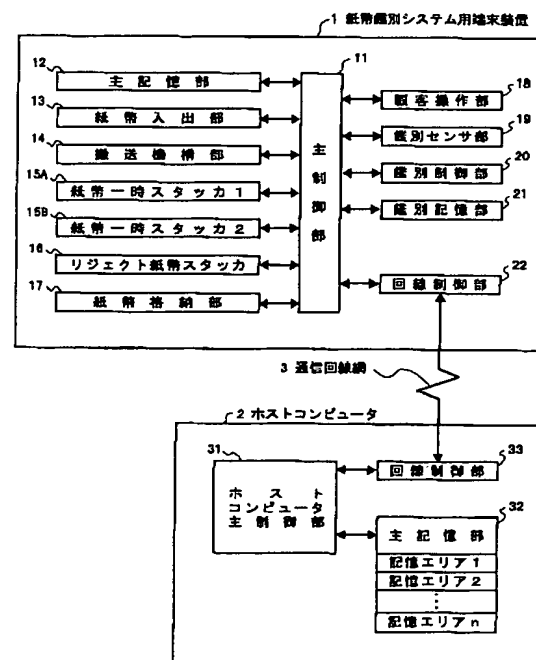 1 紙幣鑑別システム用端末装置
11
主制御部
12
主記憶部
13
紙幣入出部
14
搬送機構部
15A
紙幣一時スタッカ1
15B
紙幣一時スタッカ2
16
リジェクト紙幣スタッカ
17
紙幣格納部
18
顧客操作部
19
鑑別センサ部
20
鑑別制御部
21
鑑別記憶部
22
回線制御部
3 通信回線網
2 ホストコンピュータ
31
ホスト
コンピュータ
主制御部
33
回線制御部
32
主記憶部
記憶エリア1
記憶エリア2
⋮
記憶エリアn